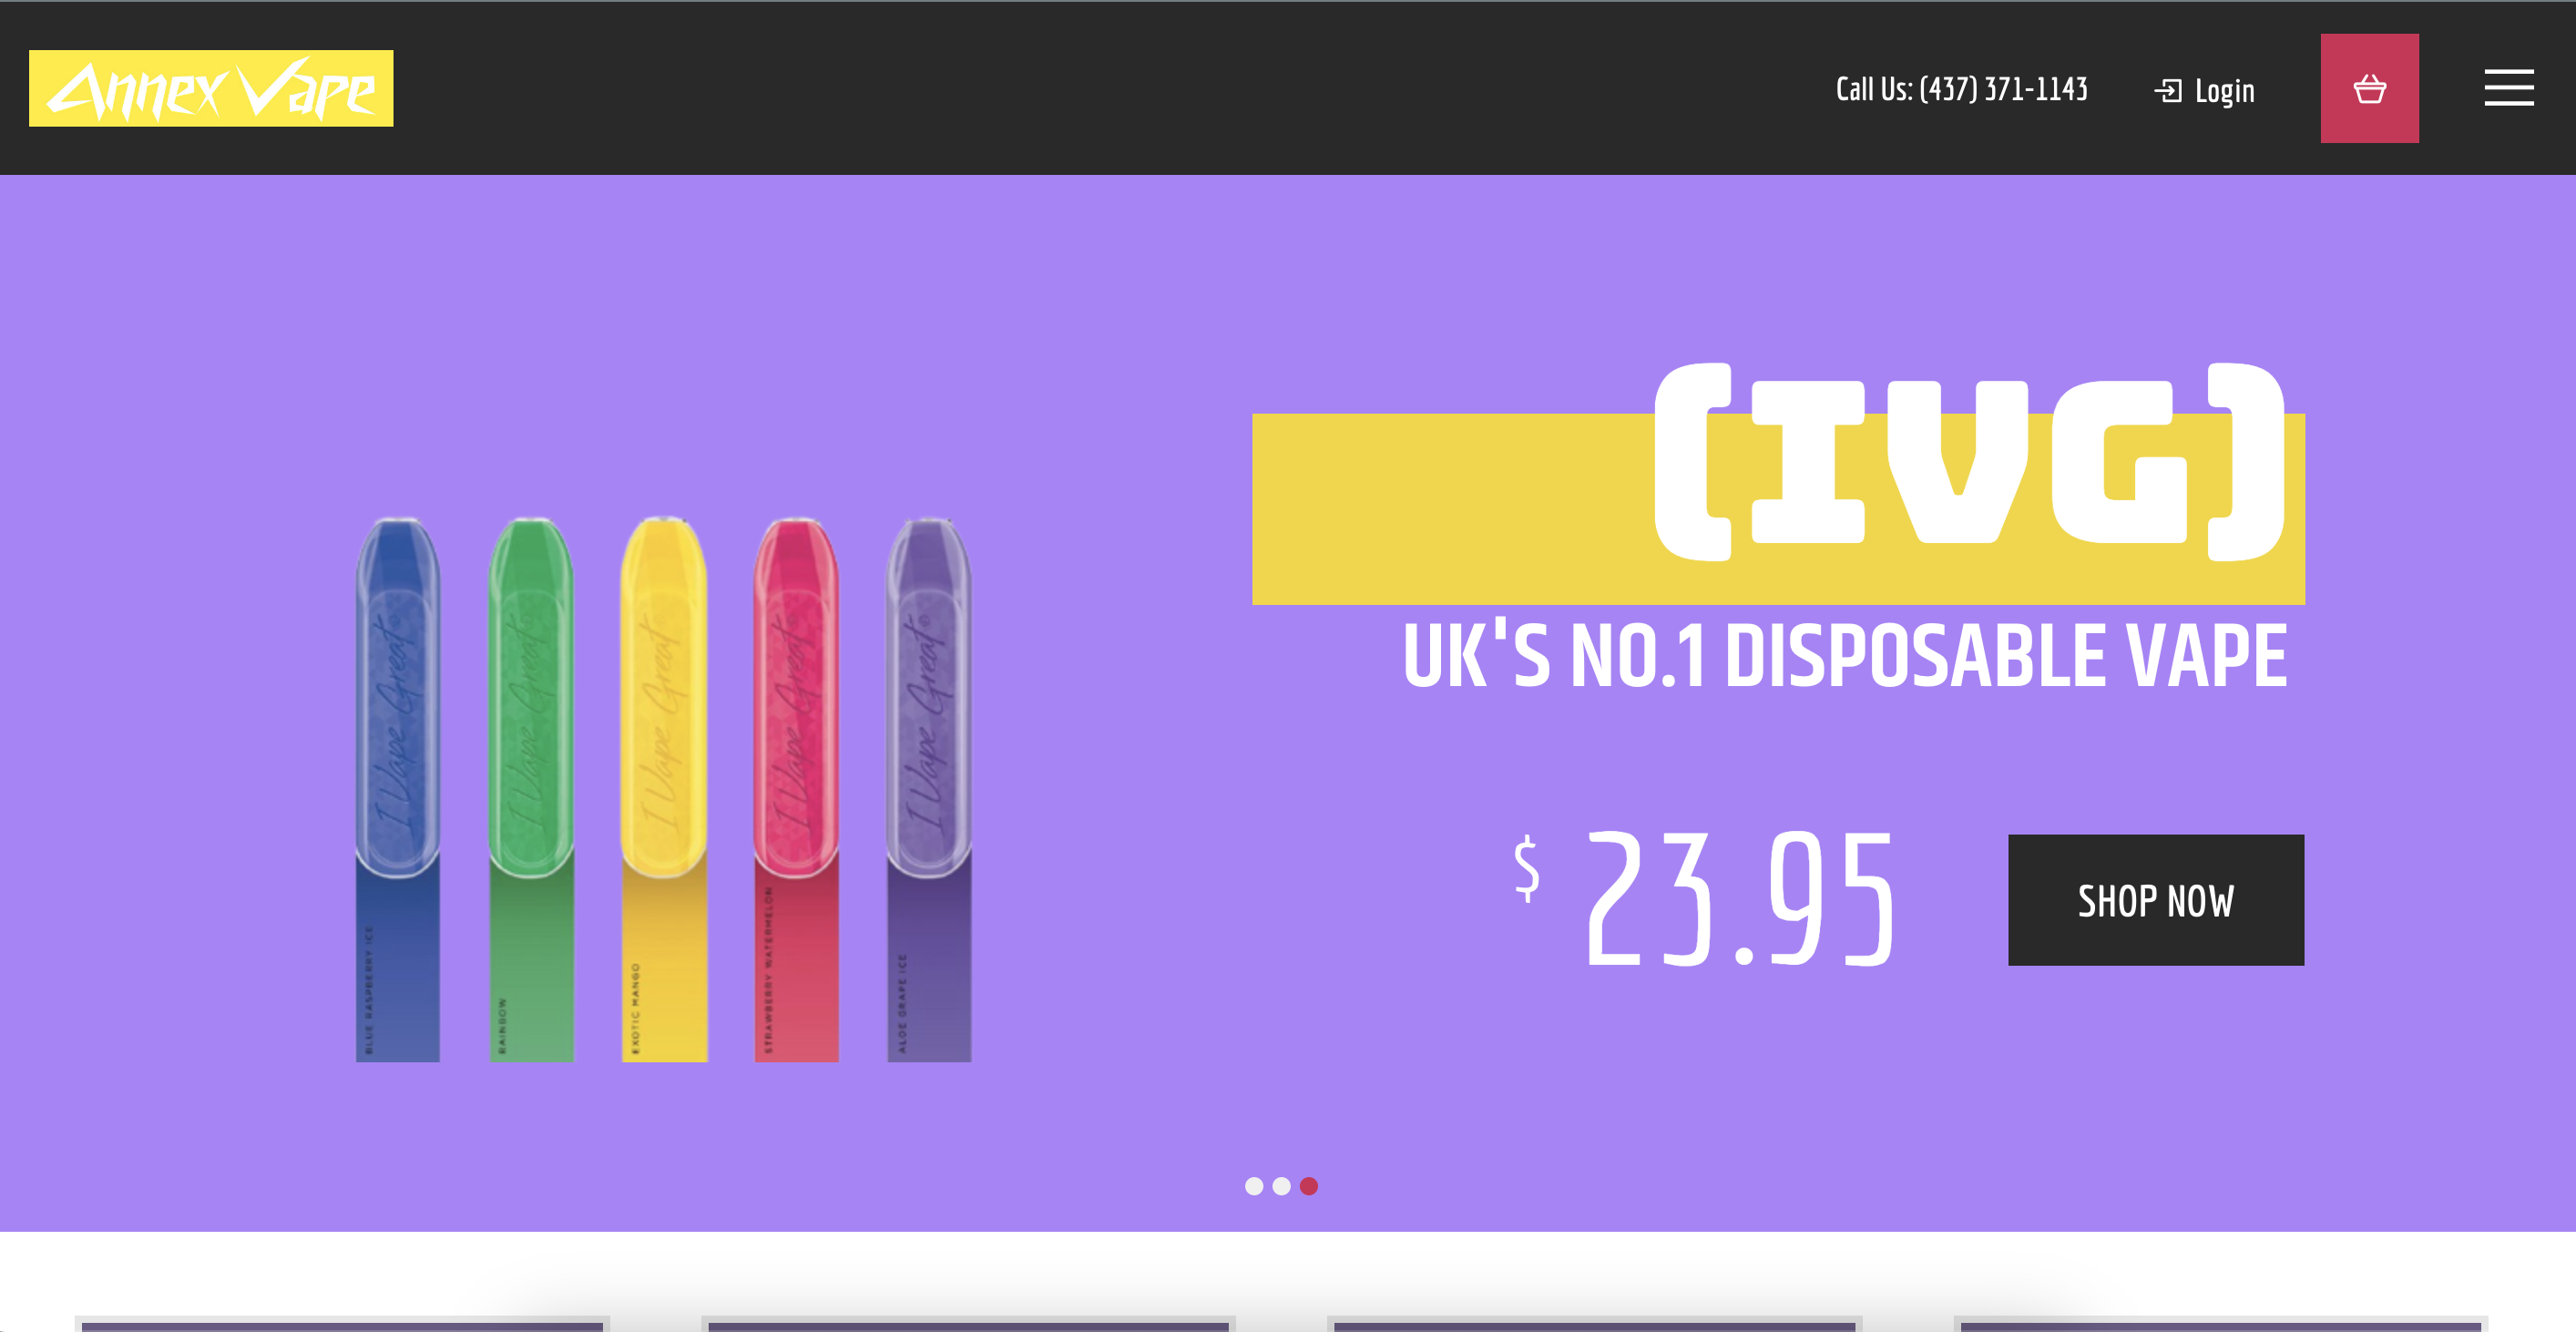 Annex Vape
Call Us: (437) 371-1143
Login
(IVG)
UK'S NO.1 DISPOSABLE VAPE
$ 23.95
SHOP NOW
I Vape Great
I Vape Great
I Vape Great
I Vape Great
I Vape Great
BLUE RASPBERRY ICE
RAINBOW
EXOTIC MANGO
STRAWBERRY WATERMELON
ALOE GRAPE ICE